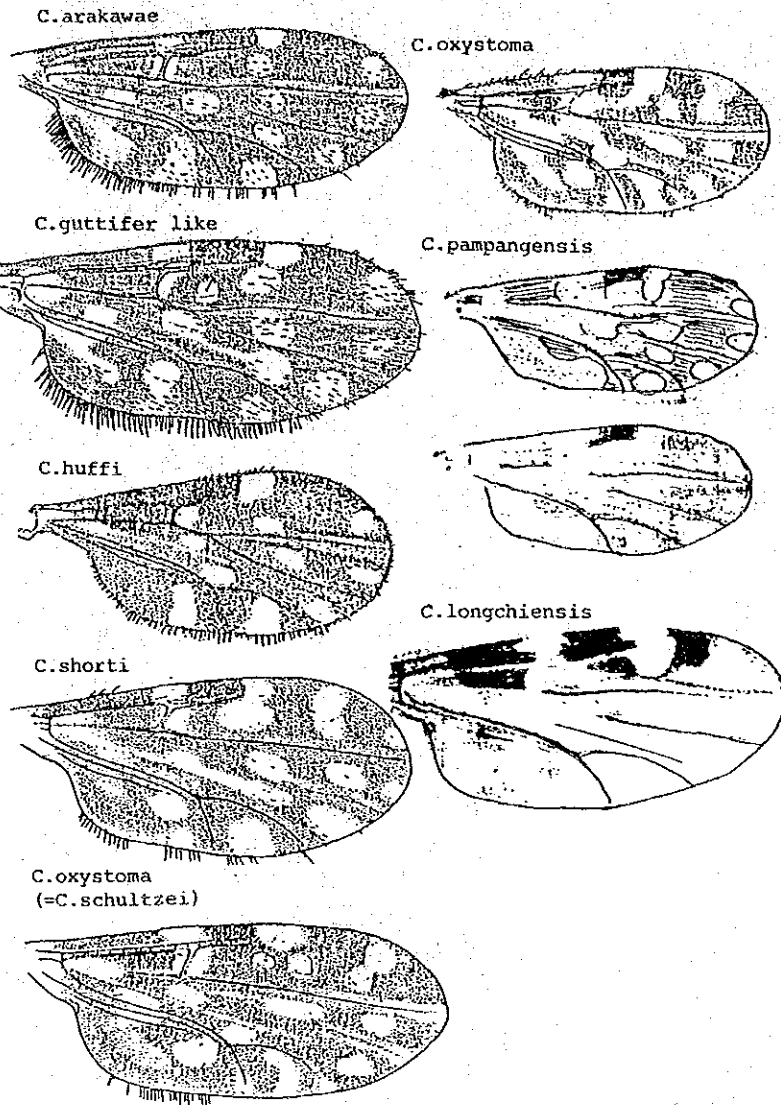 C.arakawae
C.oxystoma
C.guttifer like
C.pampangensis
C.huffi
C.longchiensis
C.shorti
C.oxystoma
(=C.schultzei)